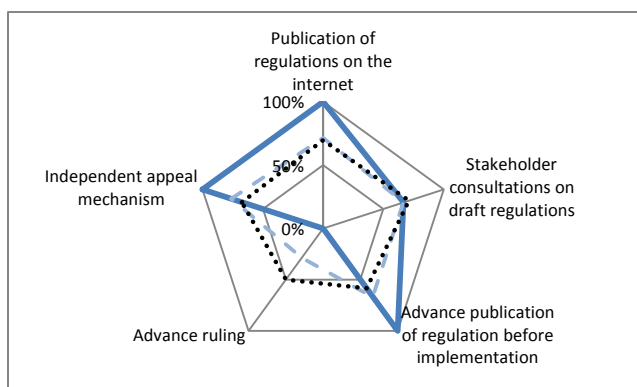 Publication of
regulations on the
internet
100%
50%
0%
Stakeholder
consultations on
draft regulations
Independent appeal
mechanism
Advance publication
of regulation before
implementation
Advance ruling